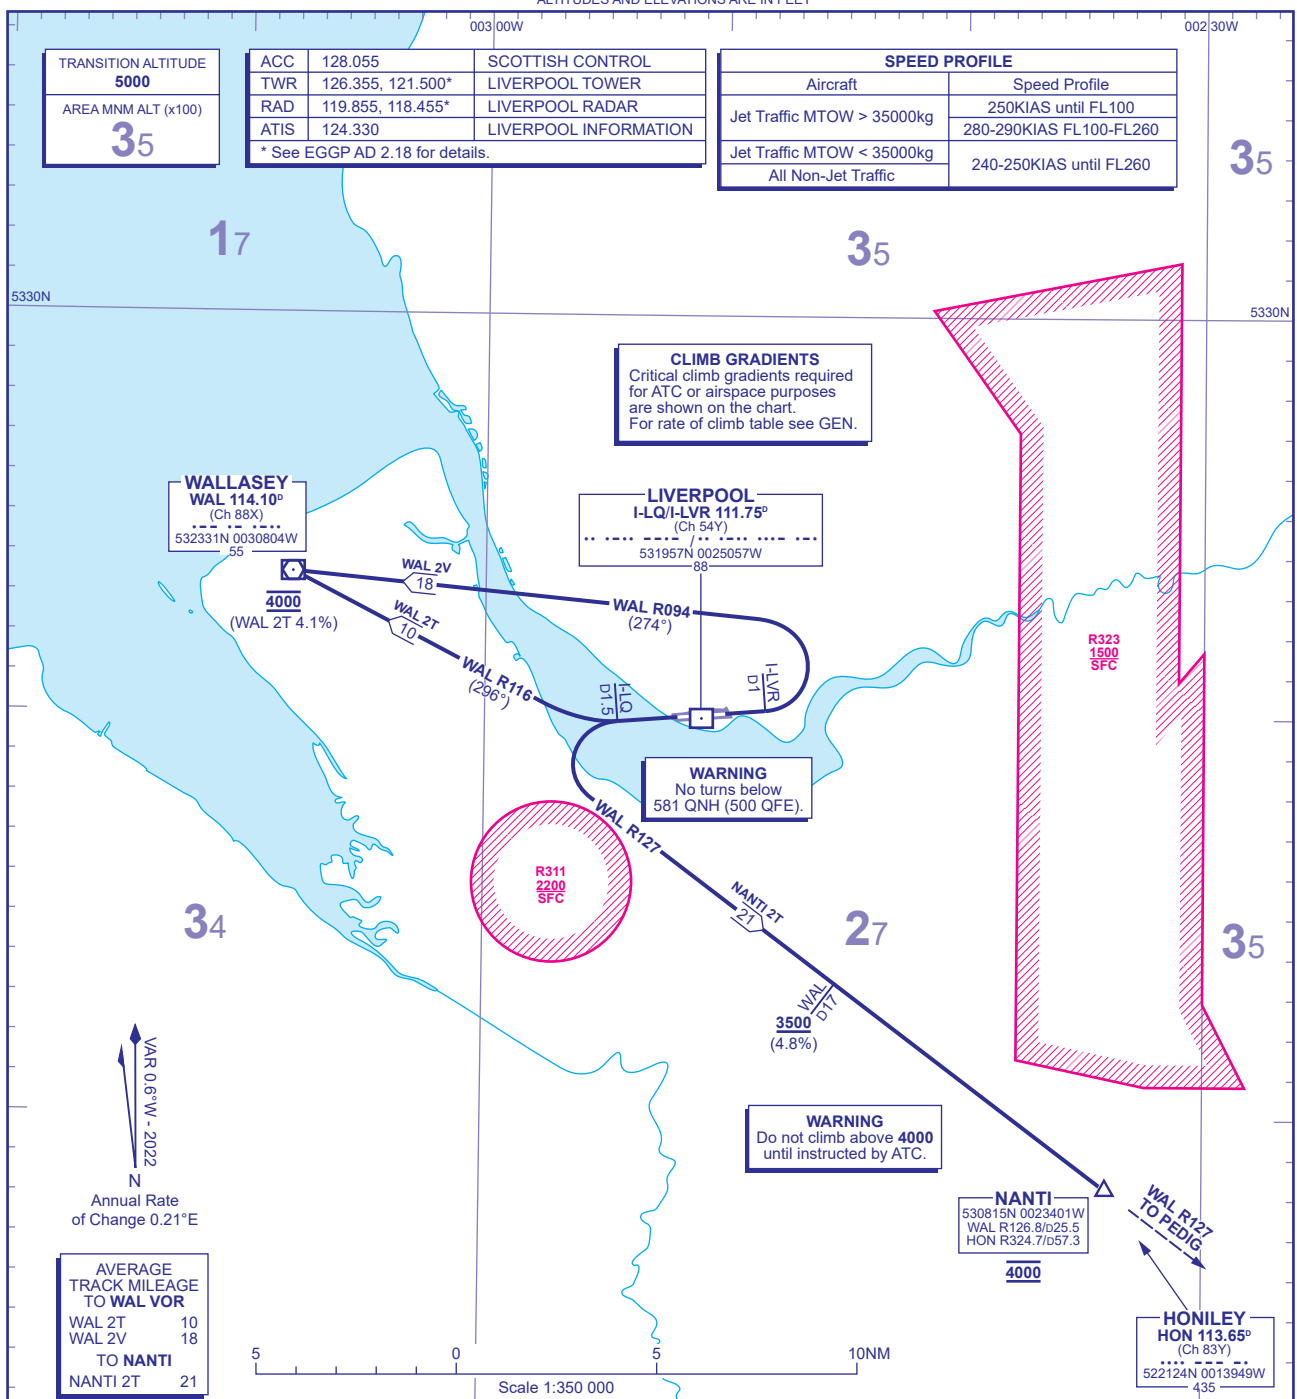 ALTITUDES AND ELEVATIONS ARE IN FEET
003 00W
002 30W
TRANSITION ALTITUDE
5000
AREA MNM ALT (x100)
35
ACC 128.055 SCOTTISH CONTROL
TWR 126.355, 121.500* LIVERPOOL TOWER
RAD 119.855, 118.455* LIVERPOOL RADAR
ATIS 124.330 LIVERPOOL INFORMATION
* See EGGP AD 2.18 for details.
SPEED PROFILE
Aircraft Speed Profile
Jet Traffic MTOW > 35000kg 250KIAS until FL100
280-290KIAS FL100-FL260
Jet Traffic MTOW < 35000kg 240-250KIAS until FL260
All Non-Jet Traffic
35
17
35
5330N
5330N
CLIMB GRADIENTS
Critical climb gradients required
for ATC or airspace purposes
are shown on the chart.
For rate of climb table see GEN.
WALLASEY
WAL 114.10D
(Ch 88X)
532331N 0030804W
55
LIVERPOOL
I-LQ/I-LVR 111.75D
(Ch 54Y)
/
531957N 0025057W
88
WAL 2V
18
4000
(WAL 2T 4.1%)
WAL 2T
10
WAL R094
(274°)
WAL R116
(296°)
I-LQ
D1.5
I-LVR
D1
R323
1500
SFC
WARNING
No turns below
581 QNH (500 QFE).
WAL R127
R311
2200
SFC
NANTI 2T
21
34
27
35
WAL
D17
3500
(4.8%)
VAR 0.6°W - 2022
N
Annual Rate
of Change 0.21°E
WARNING
Do not climb above 4000
until instructed by ATC.
NANTI
530815N 0023401W
WAL R126.8/D25.5
HON R324.7/D57.3
4000
WAL R127
TO PEDIG
AVERAGE
TRACK MILEAGE
TO WAL VOR
WAL 2T 10
WAL 2V 18
TO NANTI
NANTI 2T 21
HONILEY
HON 113.65D
(Ch 83Y)
522124N 0013949W
435
5 0 5 10NM
Scale 1:350 000